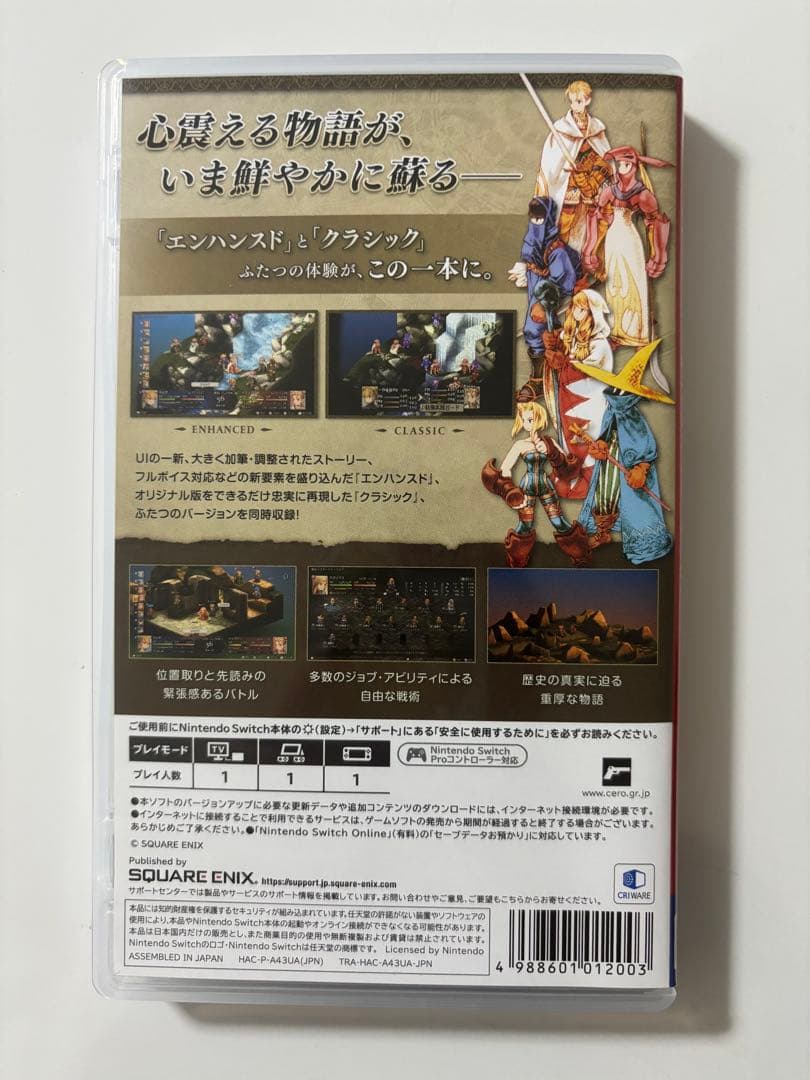 心震える物語が、
いま鮮やかに蘇る――
「エンハンスド」と「クラシック」
ふたつの体験が、この一本に。
ENHANCED
CLASSIC
UIの一新、大きく加筆・調整されたストーリー、
フルボイス対応などの新要素を盛り込んだ「エンハンスド」、
オリジナル版をできるだけ忠実に再現した「クラシック」、
ふたつのバージョンを同時収録!
位置取りと先読みの
緊張感あるバトル
多数のジョブ・アビリティによる
自由な戦術
歴史の真実に迫る
重厚な物語
ご使用前にNintendo Switch本体の(設定)→「サポート」にある「安全に使用するために」を必ずお読みください。
プレイモード
TV
プレイ人数 1 1 1
Nintendo Switch
Proコントローラー対応
www.cero.gr.jp
●本ソフトのバージョンアップに必要な更新データや追加コンテンツのダウンロードには、インターネット接続環境が必要です。
●インターネットに接続することで利用できるサービスは、ゲームソフトの発売から期間が経過すると終了する場合がございます。
あらかじめご了承ください。●「Nintendo Switch Online」(有料)の「セーブデータお預かり」に対応しています。
© SQUARE ENIX
Published by
SQUARE ENIX. https://support.jp.square-enix.com
サポートセンターでは製品やサービスのサポート情報を掲載しています。お問い合わせやご意見、ご要望もこちらからお寄せください。
CRIWARE
本品には知的財産権を保護するセキュリティが組み込まれています。任天堂の許諾がない装置やソフトウェアの
使用により、本品やNintendo Switch本体の起動やオンライン接続ができなくなる可能性があります。
本品は日本国内だけの販売とし、また商業目的の使用や無断複製および賃貸は禁止されています。
Nintendo Switchのロゴ・Nintendo Switchは任天堂の商標です。 Licensed by Nintendo
ASSEMBLED IN JAPAN HAC-P-A43UA(JPN) TRA-HAC-A43UA-JPN
4 988601 012003